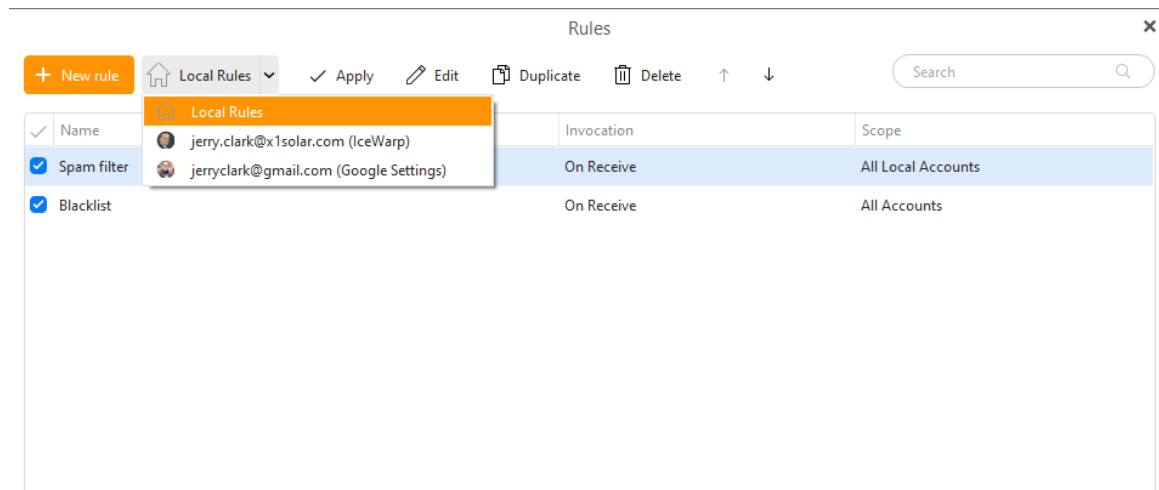 Rules
New rule Local Rules Apply Edit Duplicate Delete Search
Local Rules
jerry.clark@x1solar.com (IceWarp)
jerryclark@gmail.com (Google Settings)
Name Invocation Scope
Spam filter On Receive All Local Accounts
Blacklist On Receive All Accounts